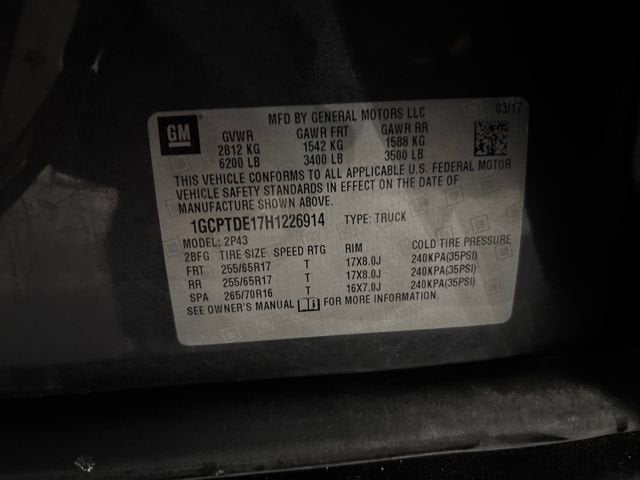 MFD BY GENERAL MOTORS LLC 03/17
GM
GVWR GAWR FRT GAWR RR
2812 KG 1542 KG 1588 KG
6200 LB 3400 LB 3500 LB
THIS VEHICLE CONFORMS TO ALL APPLICABLE U.S. FEDERAL MOTOR
VEHICLE SAFETY STANDARDS IN EFFECT ON THE DATE OF
MANUFACTURE SHOWN ABOVE.
1GCPTDE17H1226914 TYPE: TRUCK
MODEL: 2P43
2BFG TIRE SIZE SPEED RTG RIM COLD TIRE PRESSURE
FRT 255/65R17 T 17X8.0J 240KPA(35PSI)
RR 255/65R17 T 17X8.0J 240KPA(35PSI)
SPA 265/70R16 T 16X7.0J 240KPA(35PSI)
SEE OWNER'S MANUAL FOR MORE INFORMATION.